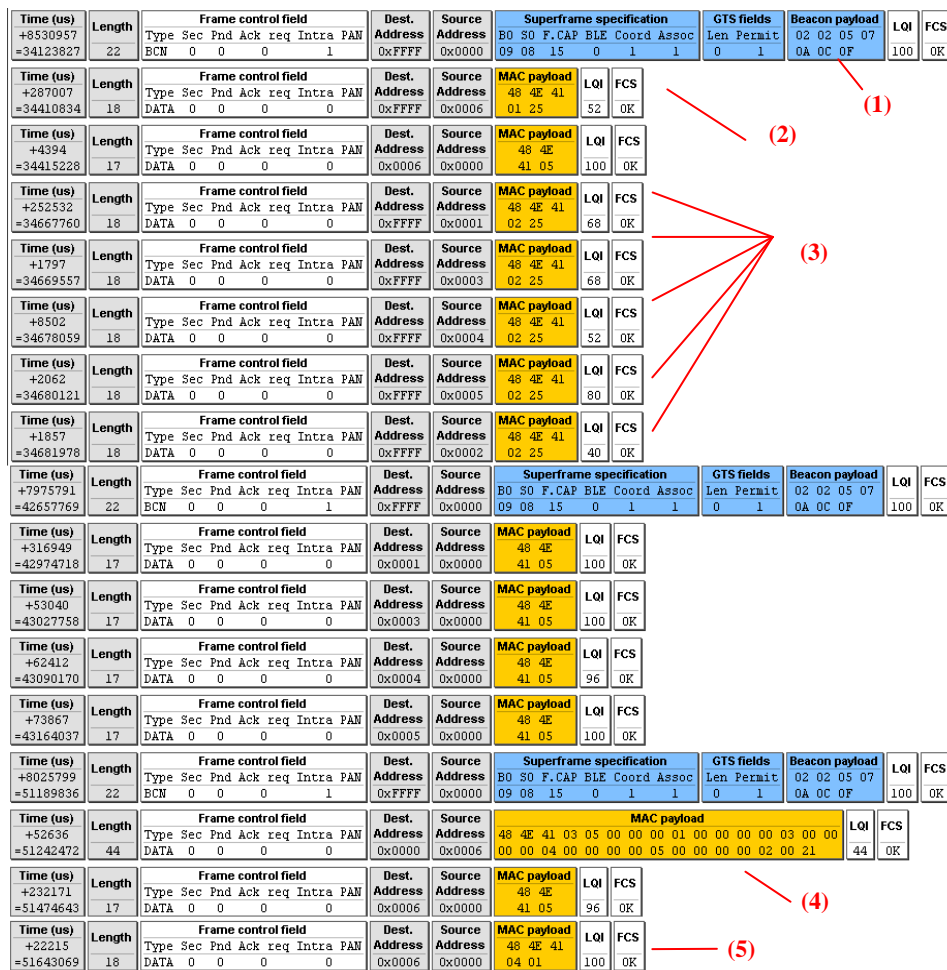 Time (us) Length Frame control field Dest. Address Source Address Superframe specification GTS fields Beacon payload LQI FCS
+8530957 Type Sec Pnd Ack req Intra PAN BO SO F.CAP BLE Coord Assoc Len Permit 02 02 05 07
=34123827 22 BCN 0 0 0 1 0xFFFF 0x0000 09 08 15 0 1 1 0 1 0A 0C 0F 100 OK
(1)
Time (us) Length Frame control field Dest. Address Source Address MAC payload LQI FCS
+287007 Type Sec Pnd Ack req Intra PAN 48 4E 41
=34410834 18 DATA 0 0 0 0 0xFFFF 0x0006 01 25 52 OK
(2)
Time (us) Length Frame control field Dest. Address Source Address MAC payload LQI FCS
+4394 Type Sec Pnd Ack req Intra PAN 48 4E
=34415228 17 DATA 0 0 0 0 0x0006 0x0000 41 05 100 OK
Time (us) Length Frame control field Dest. Address Source Address MAC payload LQI FCS
+252532 Type Sec Pnd Ack req Intra PAN 48 4E 41
=34667760 18 DATA 0 0 0 0 0xFFFF 0x0001 02 25 68 OK
(3)
Time (us) Length Frame control field Dest. Address Source Address MAC payload LQI FCS
+1797 Type Sec Pnd Ack req Intra PAN 48 4E 41
=34669557 18 DATA 0 0 0 0 0xFFFF 0x0003 02 25 68 OK
Time (us) Length Frame control field Dest. Address Source Address MAC payload LQI FCS
+8502 Type Sec Pnd Ack req Intra PAN 48 4E 41
=34678059 18 DATA 0 0 0 0 0xFFFF 0x0004 02 25 52 OK
Time (us) Length Frame control field Dest. Address Source Address MAC payload LQI FCS
+2062 Type Sec Pnd Ack req Intra PAN 48 4E 41
=34680121 18 DATA 0 0 0 0 0xFFFF 0x0005 02 25 80 OK
Time (us) Length Frame control field Dest. Address Source Address MAC payload LQI FCS
+1857 Type Sec Pnd Ack req Intra PAN 48 4E 41
=34681978 18 DATA 0 0 0 0 0xFFFF 0x0002 02 25 40 OK
Time (us) Length Frame control field Dest. Address Source Address Superframe specification GTS fields Beacon payload LQI FCS
+7975791 Type Sec Pnd Ack req Intra PAN BO SO F.CAP BLE Coord Assoc Len Permit 02 02 05 07
=42657769 22 BCN 0 0 0 1 0xFFFF 0x0000 09 08 15 0 1 1 0 1 0A 0C 0F 100 OK
Time (us) Length Frame control field Dest. Address Source Address MAC payload LQI FCS
+316949 Type Sec Pnd Ack req Intra PAN 48 4E
=42974718 17 DATA 0 0 0 0 0x0001 0x0000 41 05 100 OK
Time (us) Length Frame control field Dest. Address Source Address MAC payload LQI FCS
+53040 Type Sec Pnd Ack req Intra PAN 48 4E
=43027758 17 DATA 0 0 0 0 0x0003 0x0000 41 05 100 OK
Time (us) Length Frame control field Dest. Address Source Address MAC payload LQI FCS
+62412 Type Sec Pnd Ack req Intra PAN 48 4E
=43090170 17 DATA 0 0 0 0 0x0004 0x0000 41 05 96 OK
Time (us) Length Frame control field Dest. Address Source Address MAC payload LQI FCS
+73867 Type Sec Pnd Ack req Intra PAN 48 4E
=43164037 17 DATA 0 0 0 0 0x0005 0x0000 41 05 100 OK
Time (us) Length Frame control field Dest. Address Source Address Superframe specification GTS fields Beacon payload LQI FCS
+8025799 Type Sec Pnd Ack req Intra PAN BO SO F.CAP BLE Coord Assoc Len Permit 02 02 05 07
=51189836 22 BCN 0 0 0 1 0xFFFF 0x0000 09 08 15 0 1 1 0 1 0A 0C 0F 100 OK
Time (us) Length Frame control field Dest. Address Source Address MAC payload LQI FCS
+52636 Type Sec Pnd Ack req Intra PAN 48 4E 41 03 05 00 00 00 01 00 00 00 00 03 00 00
=51242472 44 DATA 0 0 0 0 0x0000 0x0006 00 00 04 00 00 00 00 05 00 00 00 00 02 00 21 44 OK
(4)
Time (us) Length Frame control field Dest. Address Source Address MAC payload LQI FCS
+232171 Type Sec Pnd Ack req Intra PAN 48 4E
=51474643 17 DATA 0 0 0 0 0x0006 0x0000 41 05 96 OK
Time (us) Length Frame control field Dest. Address Source Address MAC payload LQI FCS
+22215 Type Sec Pnd Ack req Intra PAN 48 4E 41
=51643069 18 DATA 0 0 0 0 0x0006 0x0000 04 01 100 OK
(5)